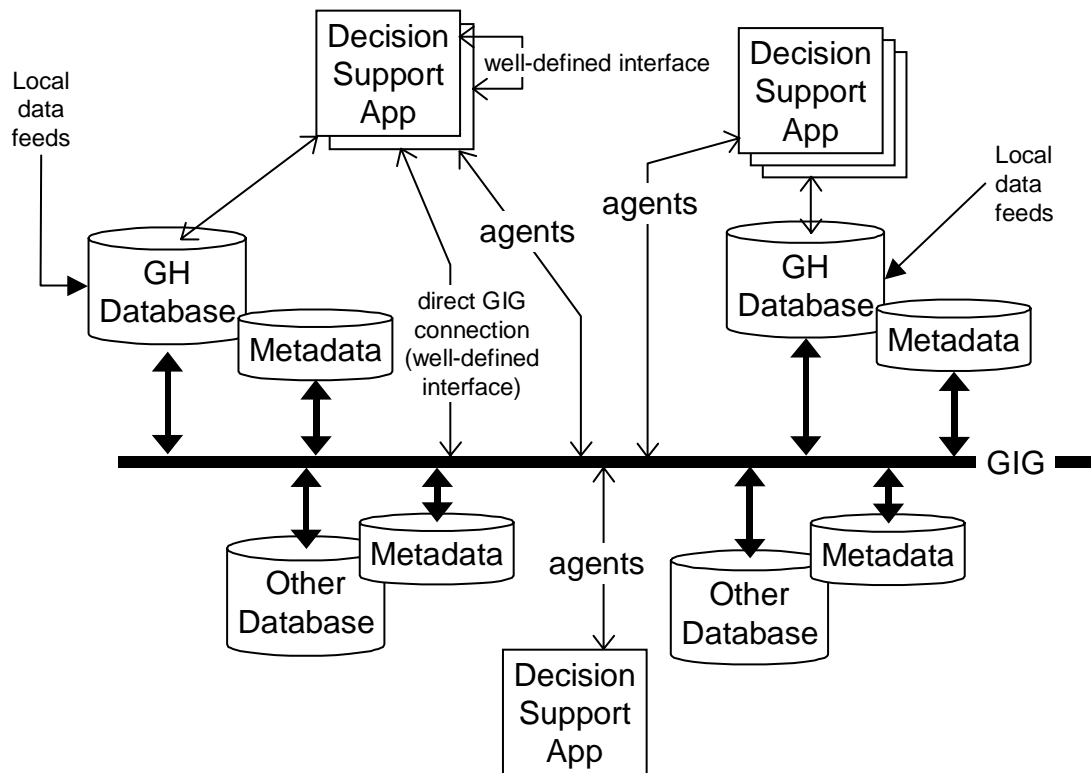 Decision
Support
App
well-defined interface
Decision
Support
App
Local
data
feeds
Local
data
feeds
agents
agents
GH
Database
GH
Database
direct GIG
connection
(well-defined
interface)
Metadata
Metadata
GIG
Metadata
Metadata
agents
Other
Database
Other
Database
Decision
Support
App